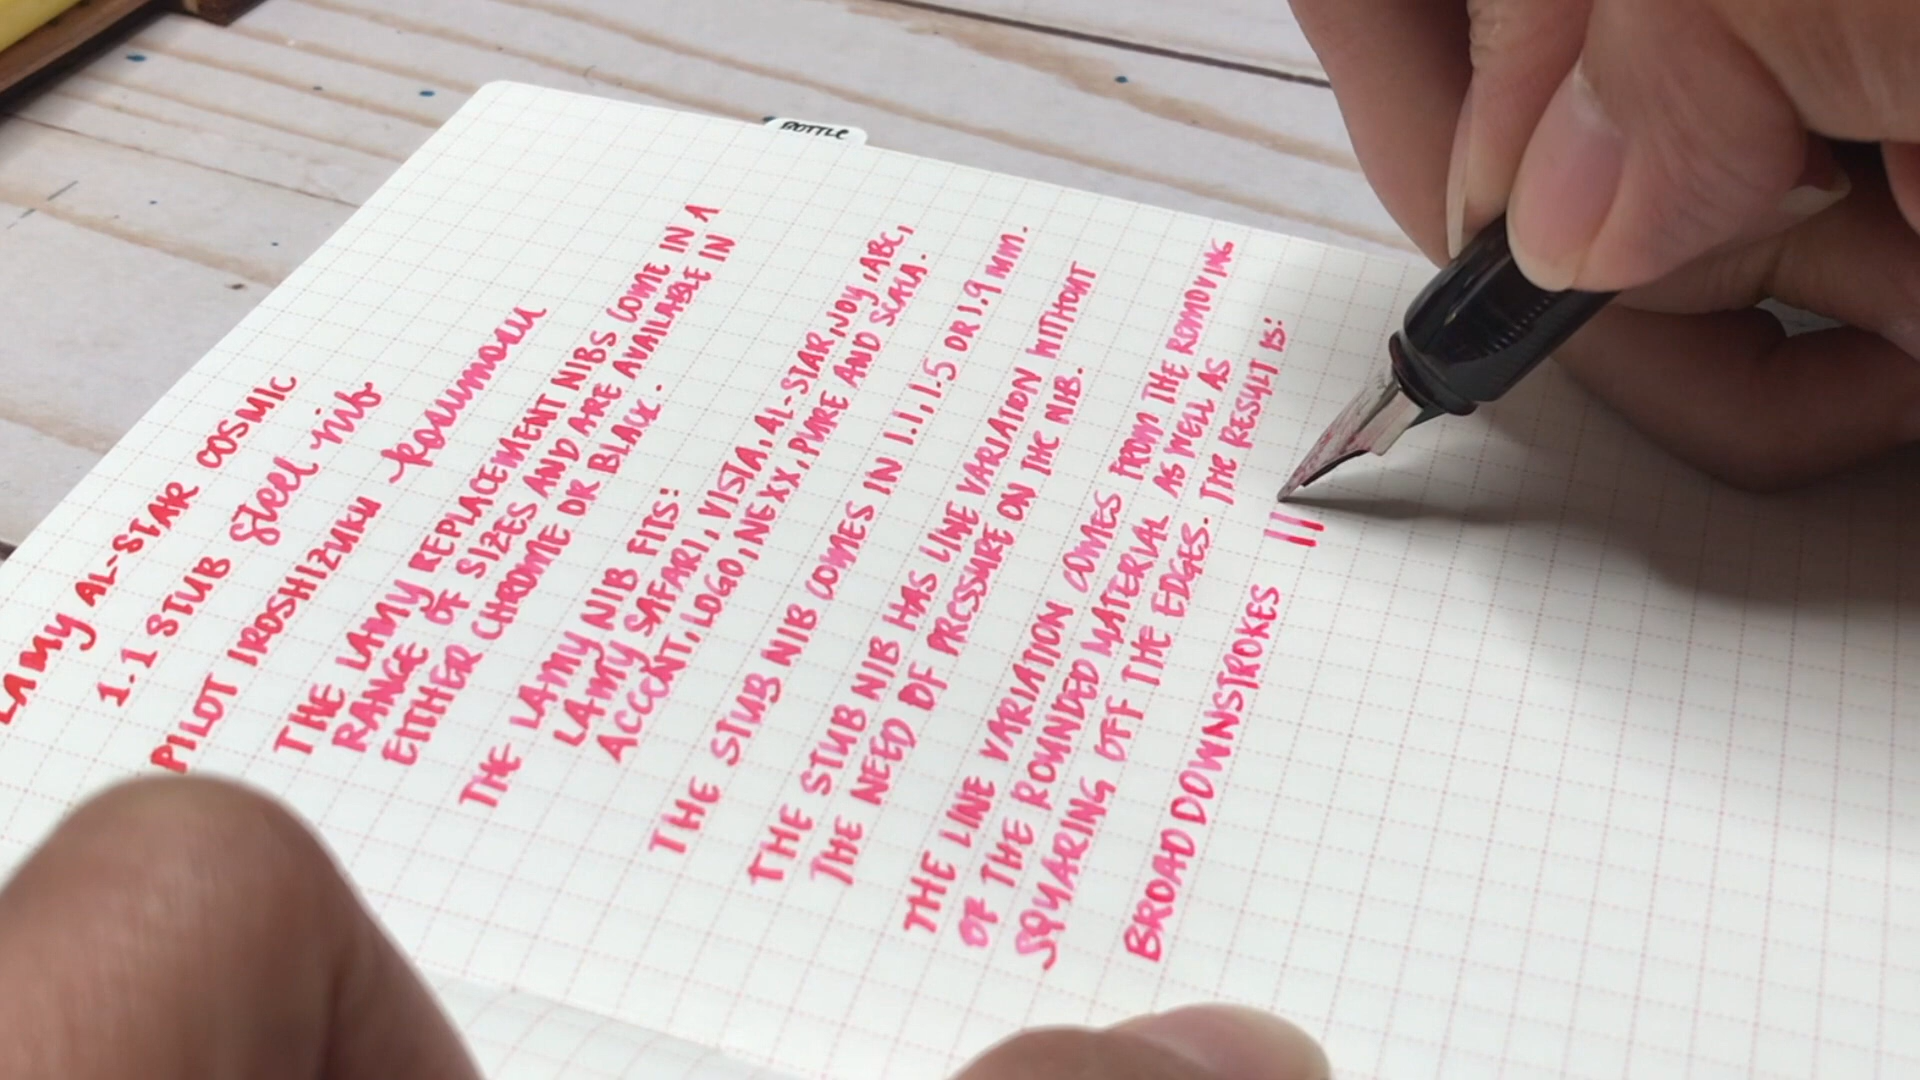 BOTTLE
LAMY AL-STAR COSMIC
1.1 STUB steel nib
PILOT IROSHIZUKU
THE LAMY REPLACEMENT NIBS COME IN A
RANGE OF SIZES AND ARE AVAILABLE IN
EITHER CHROME OR BLACK.
THE LAMY NIB FITS:
LAMY SAFARI, VISTA, AL-STAR, JOY, ABC,
ACCENT, LOGO, NEXX, PURE AND SCALA.
THE STUB NIB COMES IN 1.1, 1.5 OR 1.9 MM.
THE STUB NIB HAS LINE VARIATION WITHOUT
THE NEED OF PRESSURE ON THE NIB.
THE LINE VARIATION COMES FROM THE REMOVING
OF THE ROUNDED MATERIAL AS WELL AS
SQUARING OFF THE EDGES. THE RESULT IS:
BROAD DOWNSTROKES